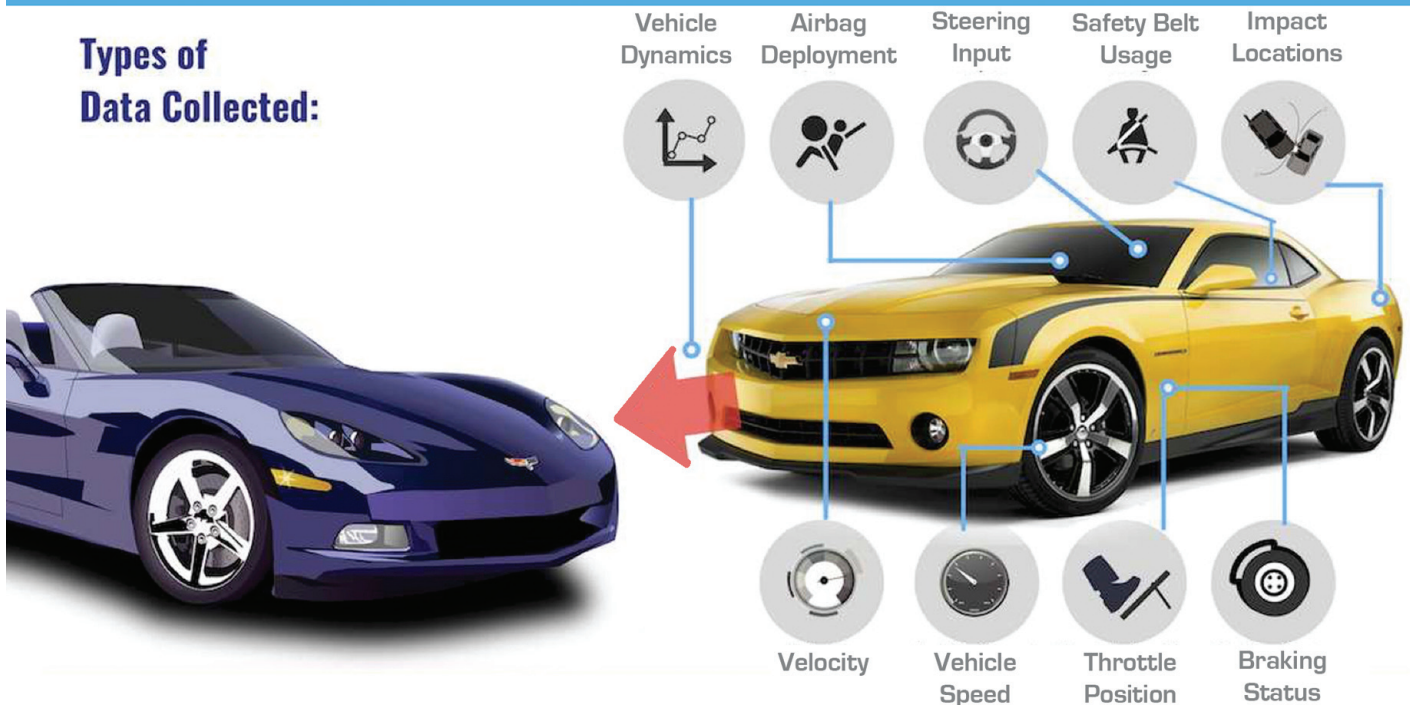 Types of
Data Collected:
Vehicle
Dynamics
Airbag
Deployment
Steering
Input
Safety Belt
Usage
Impact
Locations
Velocity
Vehicle
Speed
Throttle
Position
Braking
Status